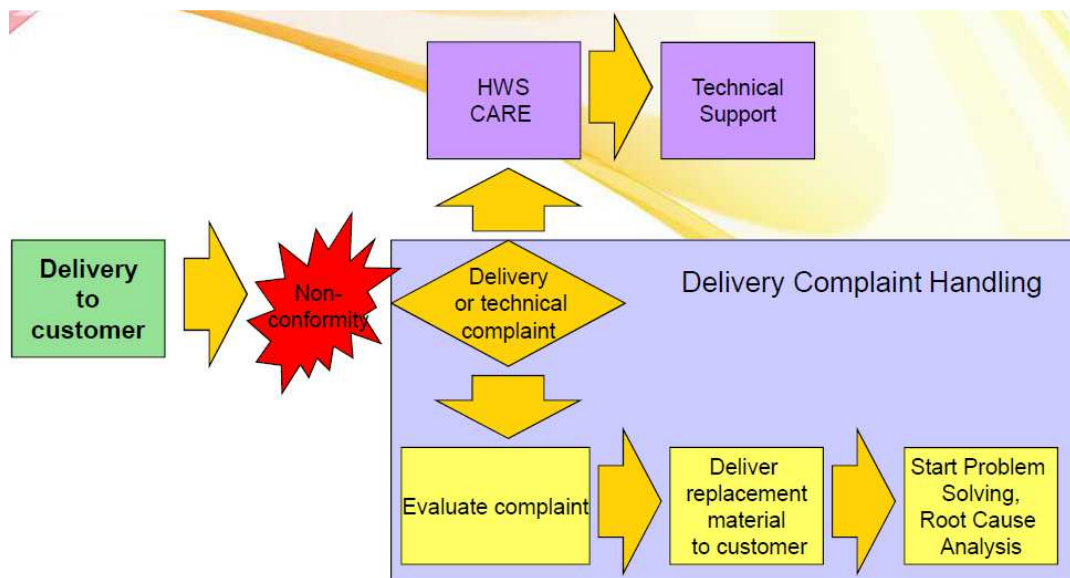 HWS
CARE
Technical
Support
Delivery
to
customer
Non-
conformity
Delivery
or technical
complaint
Delivery Complaint Handling
Evaluate complaint
Deliver
replacement
material
to customer
Start Problem
Solving,
Root Cause
Analysis